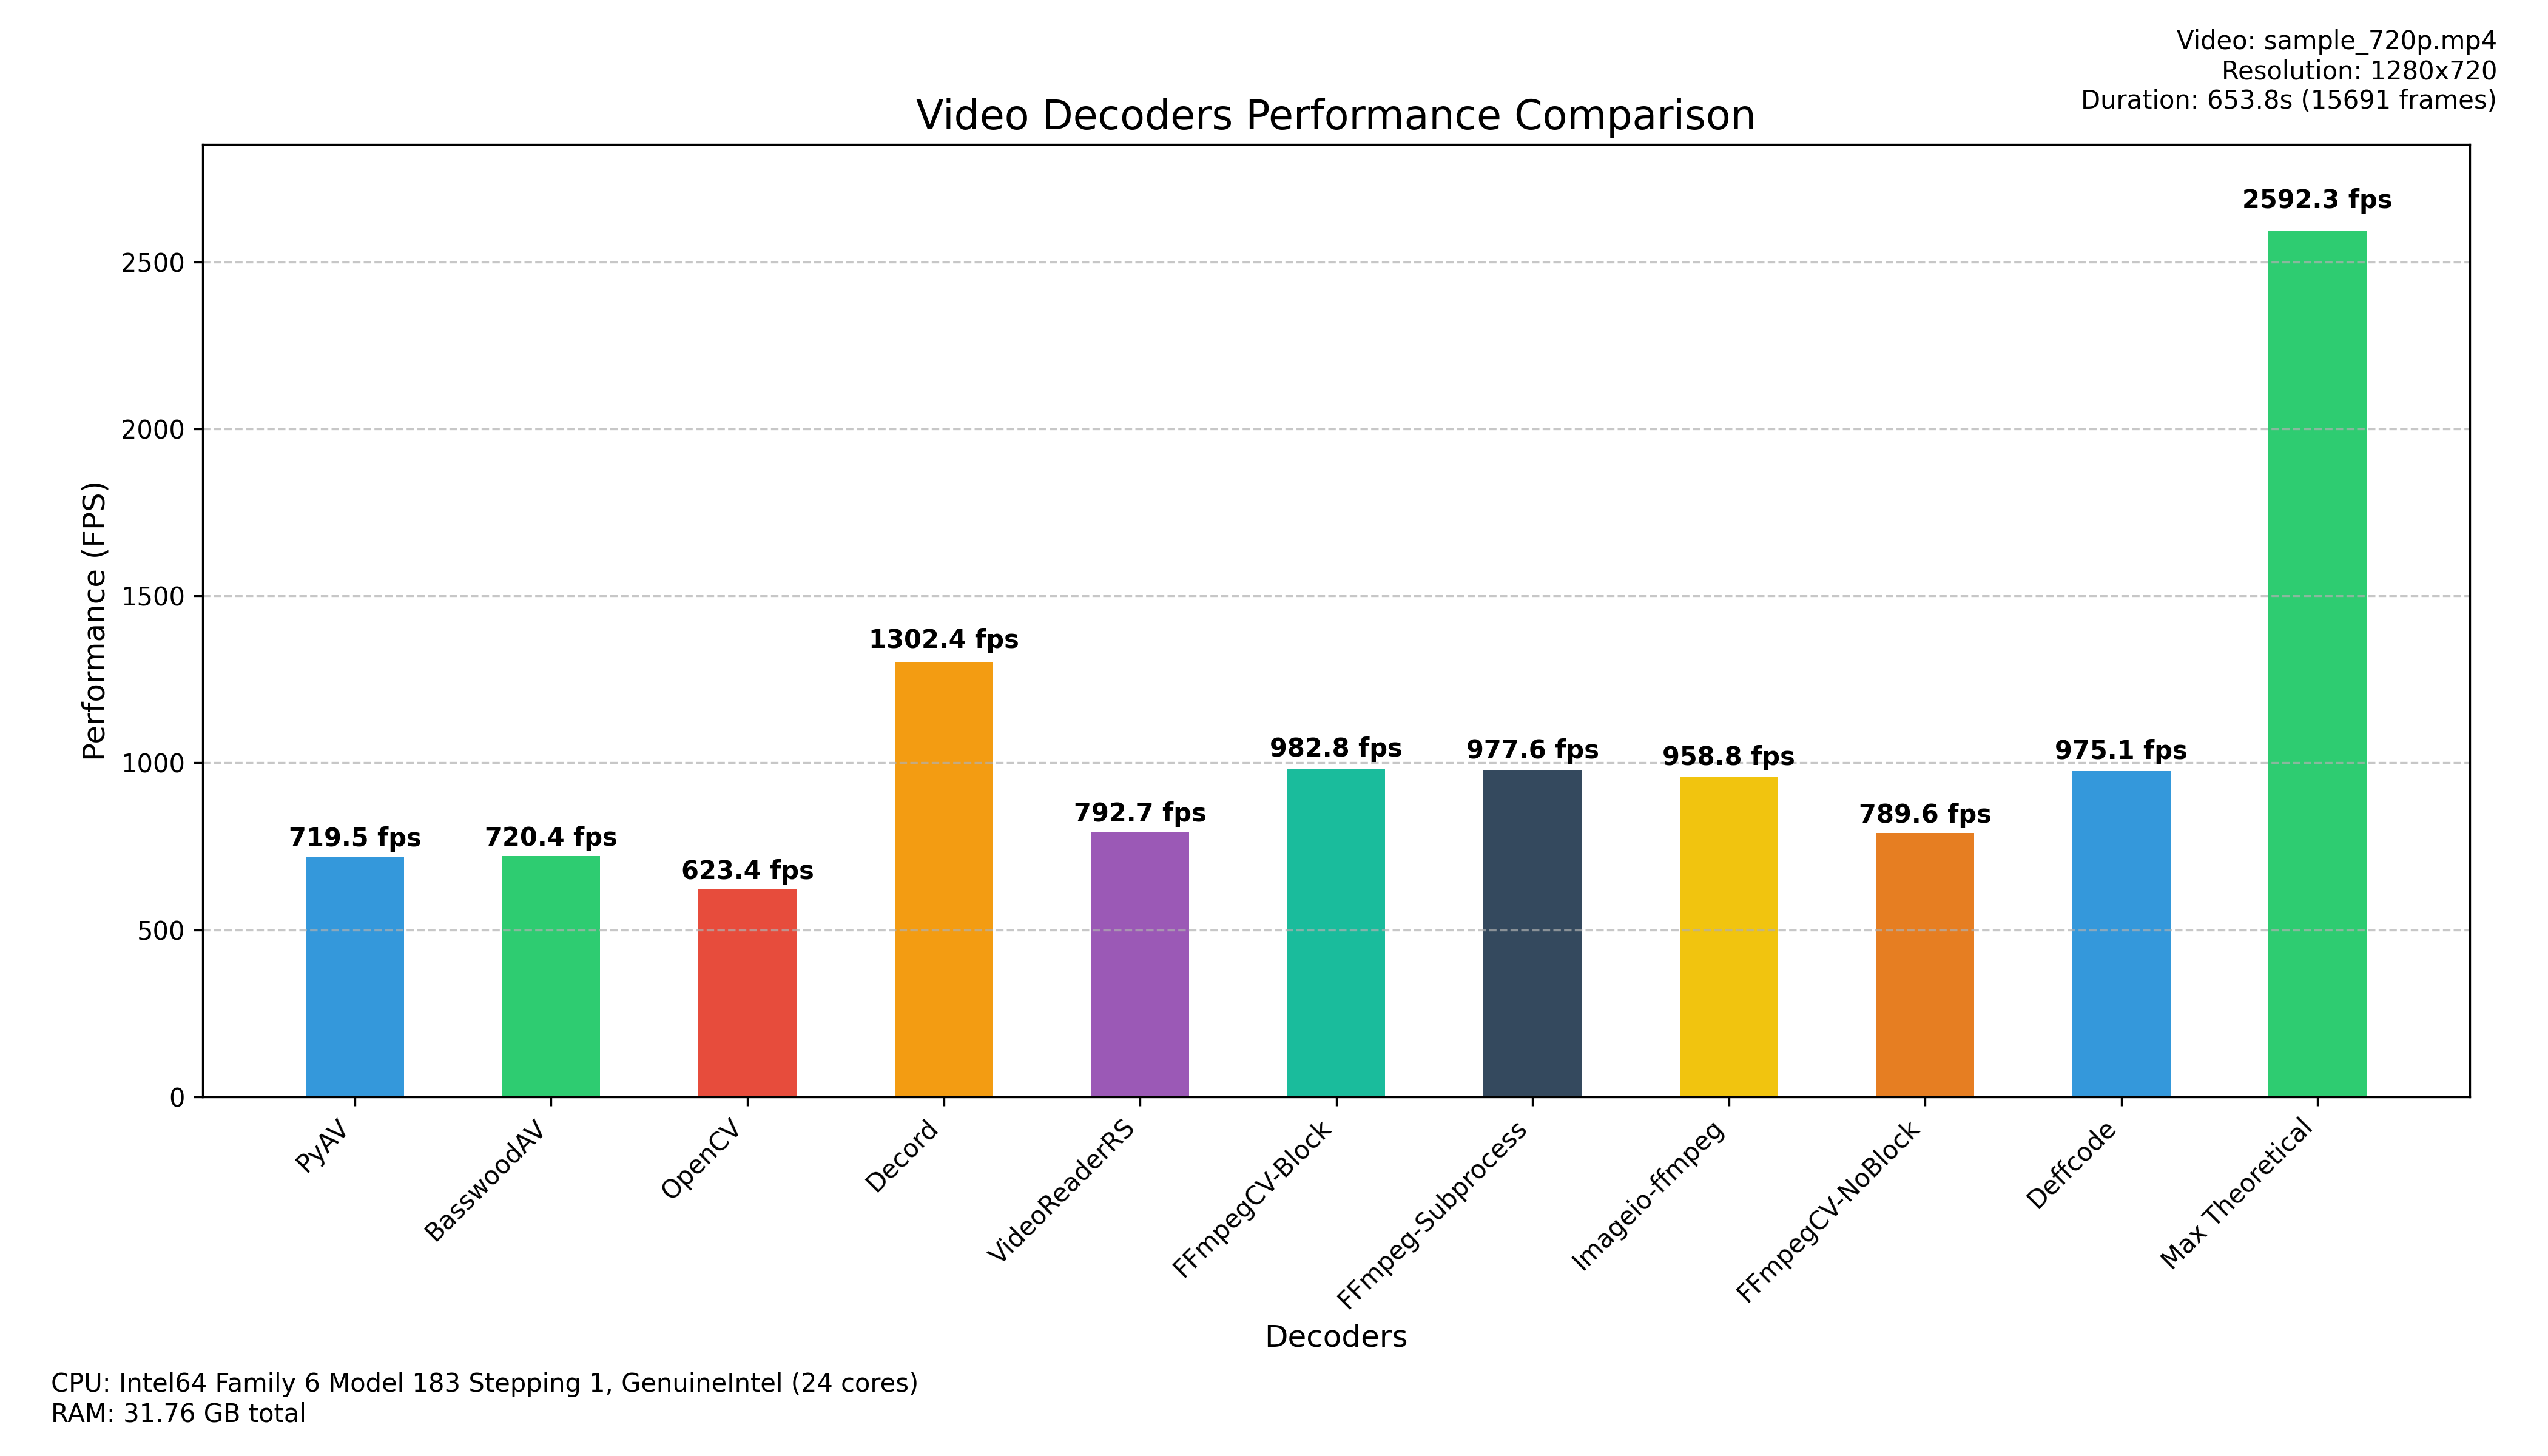 Video: sample_720p.mp4
Resolution: 1280x720
Duration: 653.8s (15691 frames)
Video Decoders Performance Comparison
Performance (FPS)
2500
2000
1500
1000
500
0
719.5 fps
720.4 fps
623.4 fps
1302.4 fps
792.7 fps
982.8 fps
977.6 fps
958.8 fps
789.6 fps
975.1 fps
2592.3 fps
PyAV
BasswoodAV
OpenCV
Decord
VideoReaderRS
FFmpegCV-Block
FFmpeg-Subprocess
Imageio-ffmpeg
FFmpegCV-NoBlock
Deffcode
Max Theoretical
Decoders
CPU: Intel64 Family 6 Model 183 Stepping 1, GenuineIntel (24 cores)
RAM: 31.76 GB total